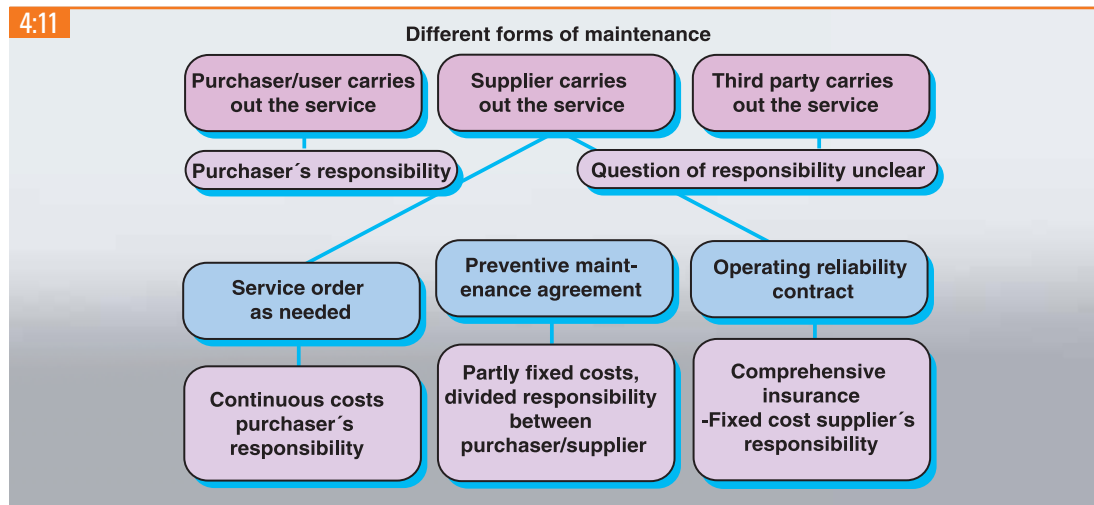 4:11
Different forms of maintenance
Purchaser/user carries
out the service
Supplier carries
out the service
Third party carries
out the service
Purchaser´s responsibility
Question of responsibility unclear
Service order
as needed
Preventive maint-
enance agreement
Operating reliability
contract
Continuous costs
purchaser´s
responsibility
Partly fixed costs,
divided responsibility
between
purchaser/supplier
Comprehensive
insurance
-Fixed cost supplier´s
responsibility